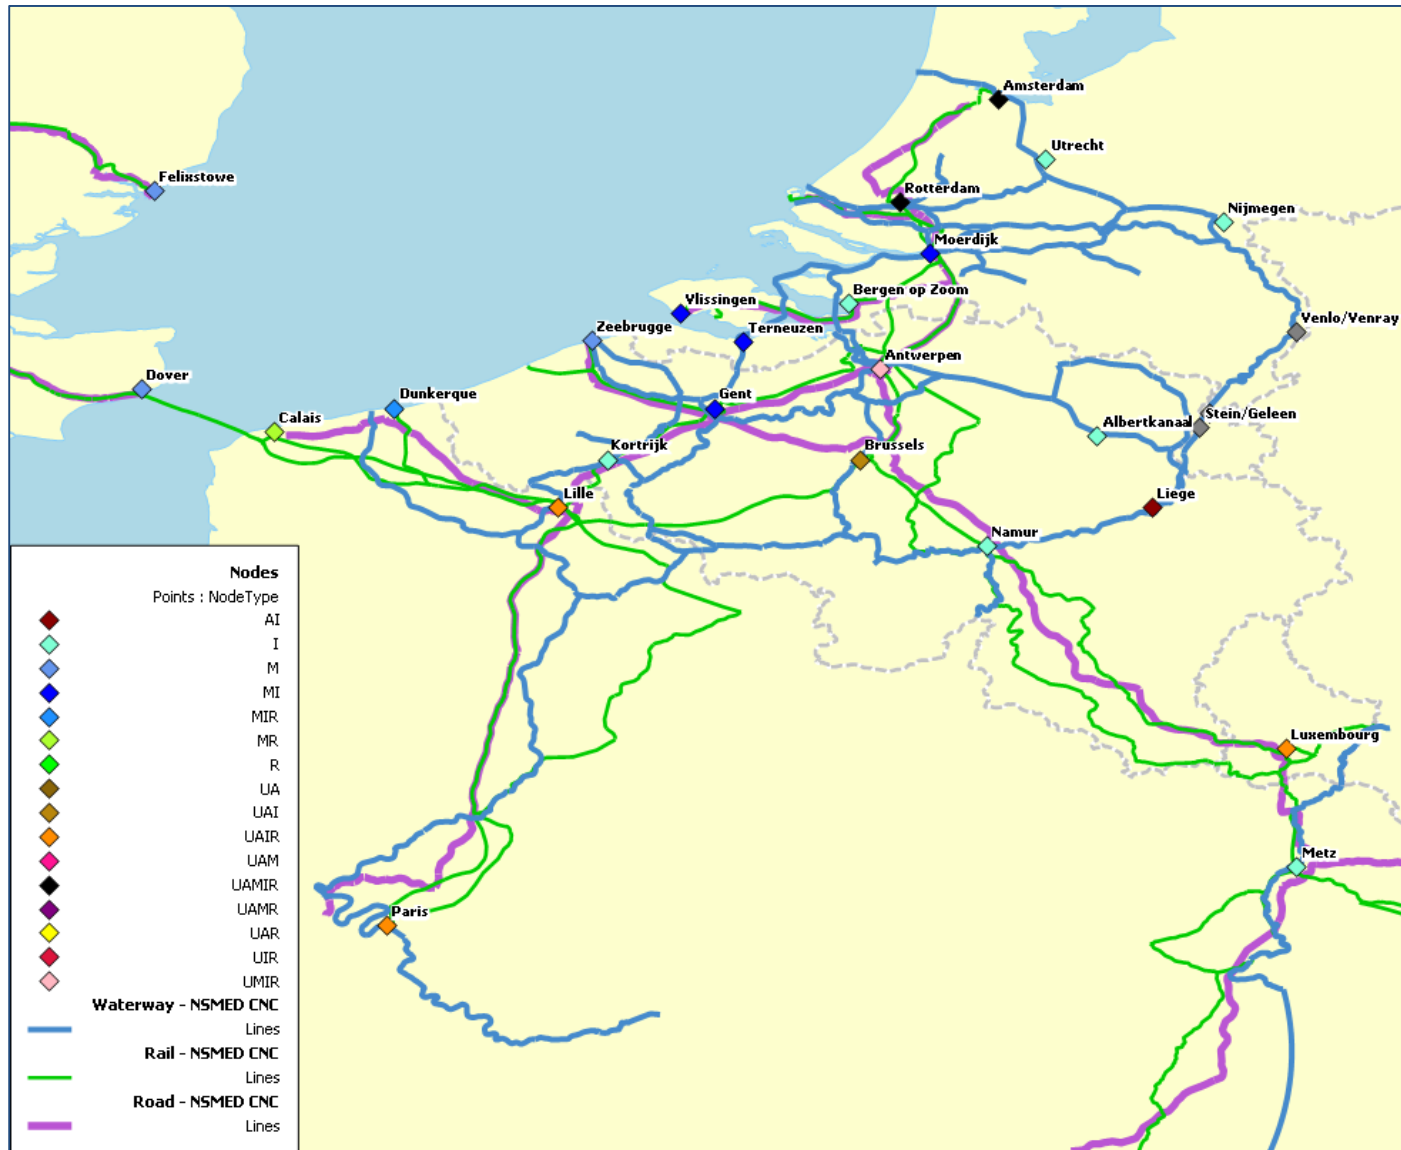 Amsterdam
Utrecht
Felixstowe
Rotterdam
Nijmegen
Moerdijk
Bergen op Zoom
Vlissingen
Venlo/Venray
Zeebrugge
Terneuzen
Antwerpen
Dover
Dunkerque
Gent
Calais
Albertkanaal
Stein/Geleen
Kortrijk
Brussels
Lille
Liege
Namur
Luxembourg
Metz
Paris
Nodes
Points : NodeType
AI
I
M
MI
MIR
MR
R
UA
UAI
UAIR
UAM
UAMIR
UAMR
UAR
UIR
UMIR
Waterway - NSMED CNC
Lines
Rail - NSMED CNC
Lines
Road - NSMED CNC
Lines